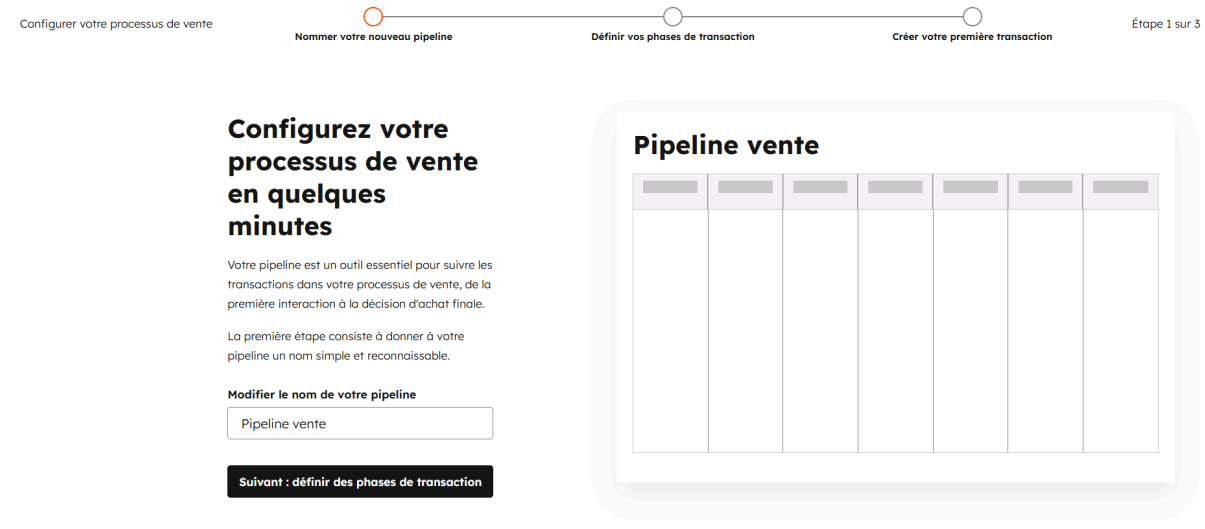 Configurer votre processus de vente
Nommer votre nouveau pipeline
Définir vos phases de transaction
Créer votre première transaction
Étape 1 sur 3
Configurez votre
processus de vente
en quelques
minutes
Votre pipeline est un outil essentiel pour suivre les
transactions dans votre processus de vente, de la
première interaction à la décision d'achat finale.
La première étape consiste à donner à votre
pipeline un nom simple et reconnaissable.
Modifier le nom de votre pipeline
Pipeline vente
Suivant : définir des phases de transaction
Pipeline vente